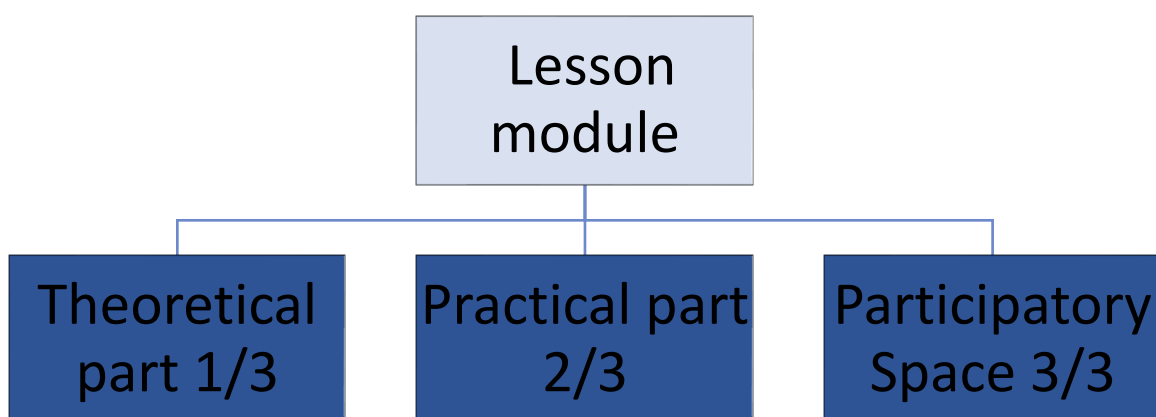 Lesson
module
Theoretical
part 1/3
Practical part
2/3
Participatory
Space 3/3